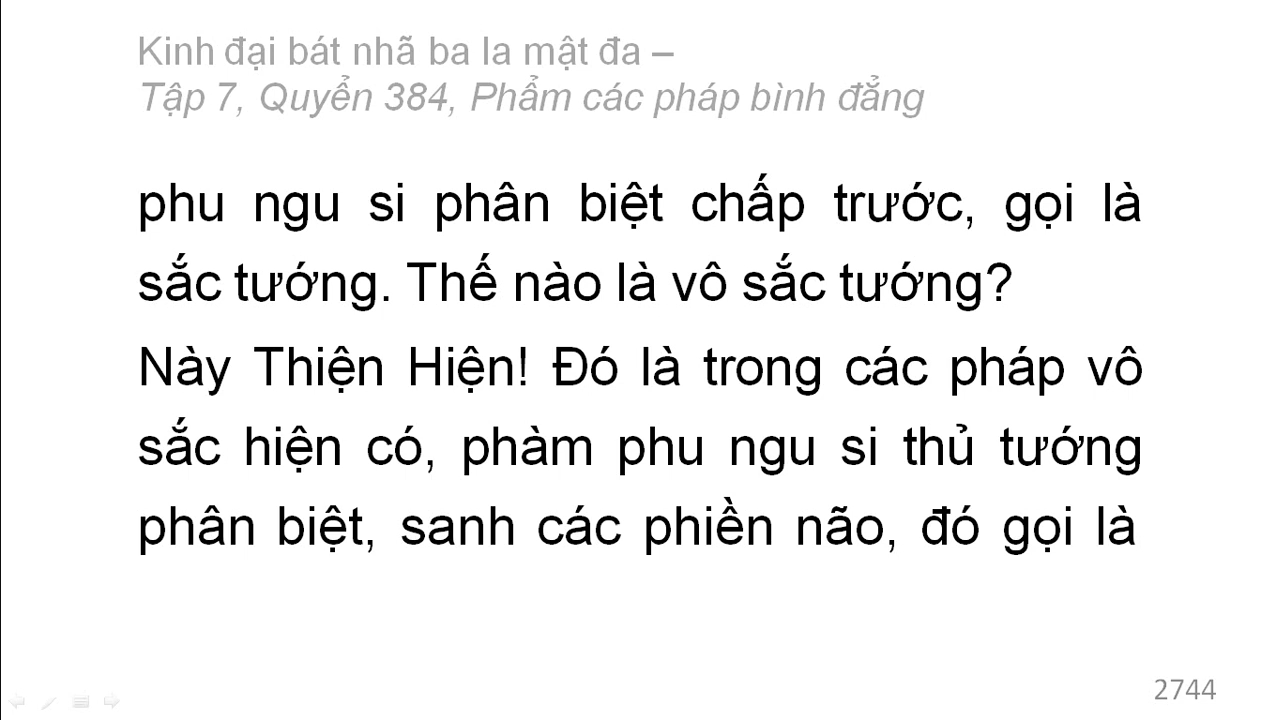 Kinh đại bát nhã ba la mật đa –
Tập 7, Quyển 384, Phẩm các pháp bình đẳng
phu ngu si phân biệt chấp trước, gọi là
sắc tướng. Thế nào là vô sắc tướng?
Này Thiện Hiện! Đó là trong các pháp vô
sắc hiện có, phàm phu ngu si thủ tướng
phân biệt, sanh các phiền não, đó gọi là
2744